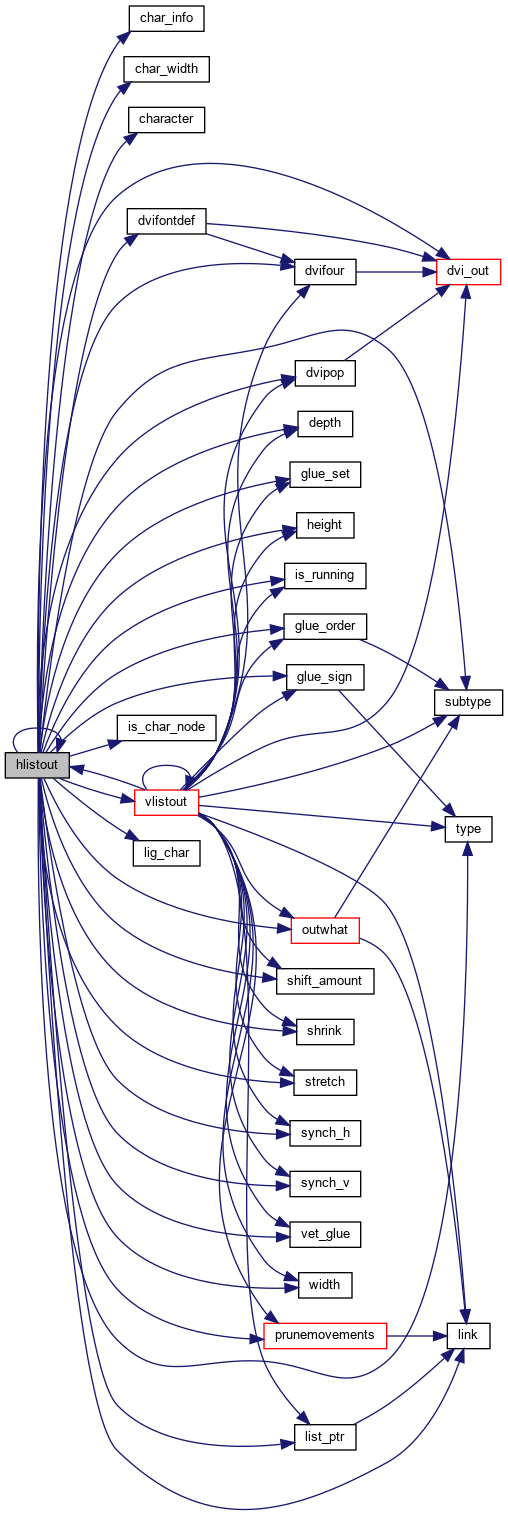 char_info
char_width
character
dvifontdef
dvifour
dvi_out
dvipop
depth
glue_set
height
is_running
glue_order
glue_sign
subtype
is_char_node
hlistout
vlistout
type
lig_char
outwhat
shift_amount
shrink
stretch
synch_h
synch_v
vet_glue
width
prunemovements
link
list_ptr